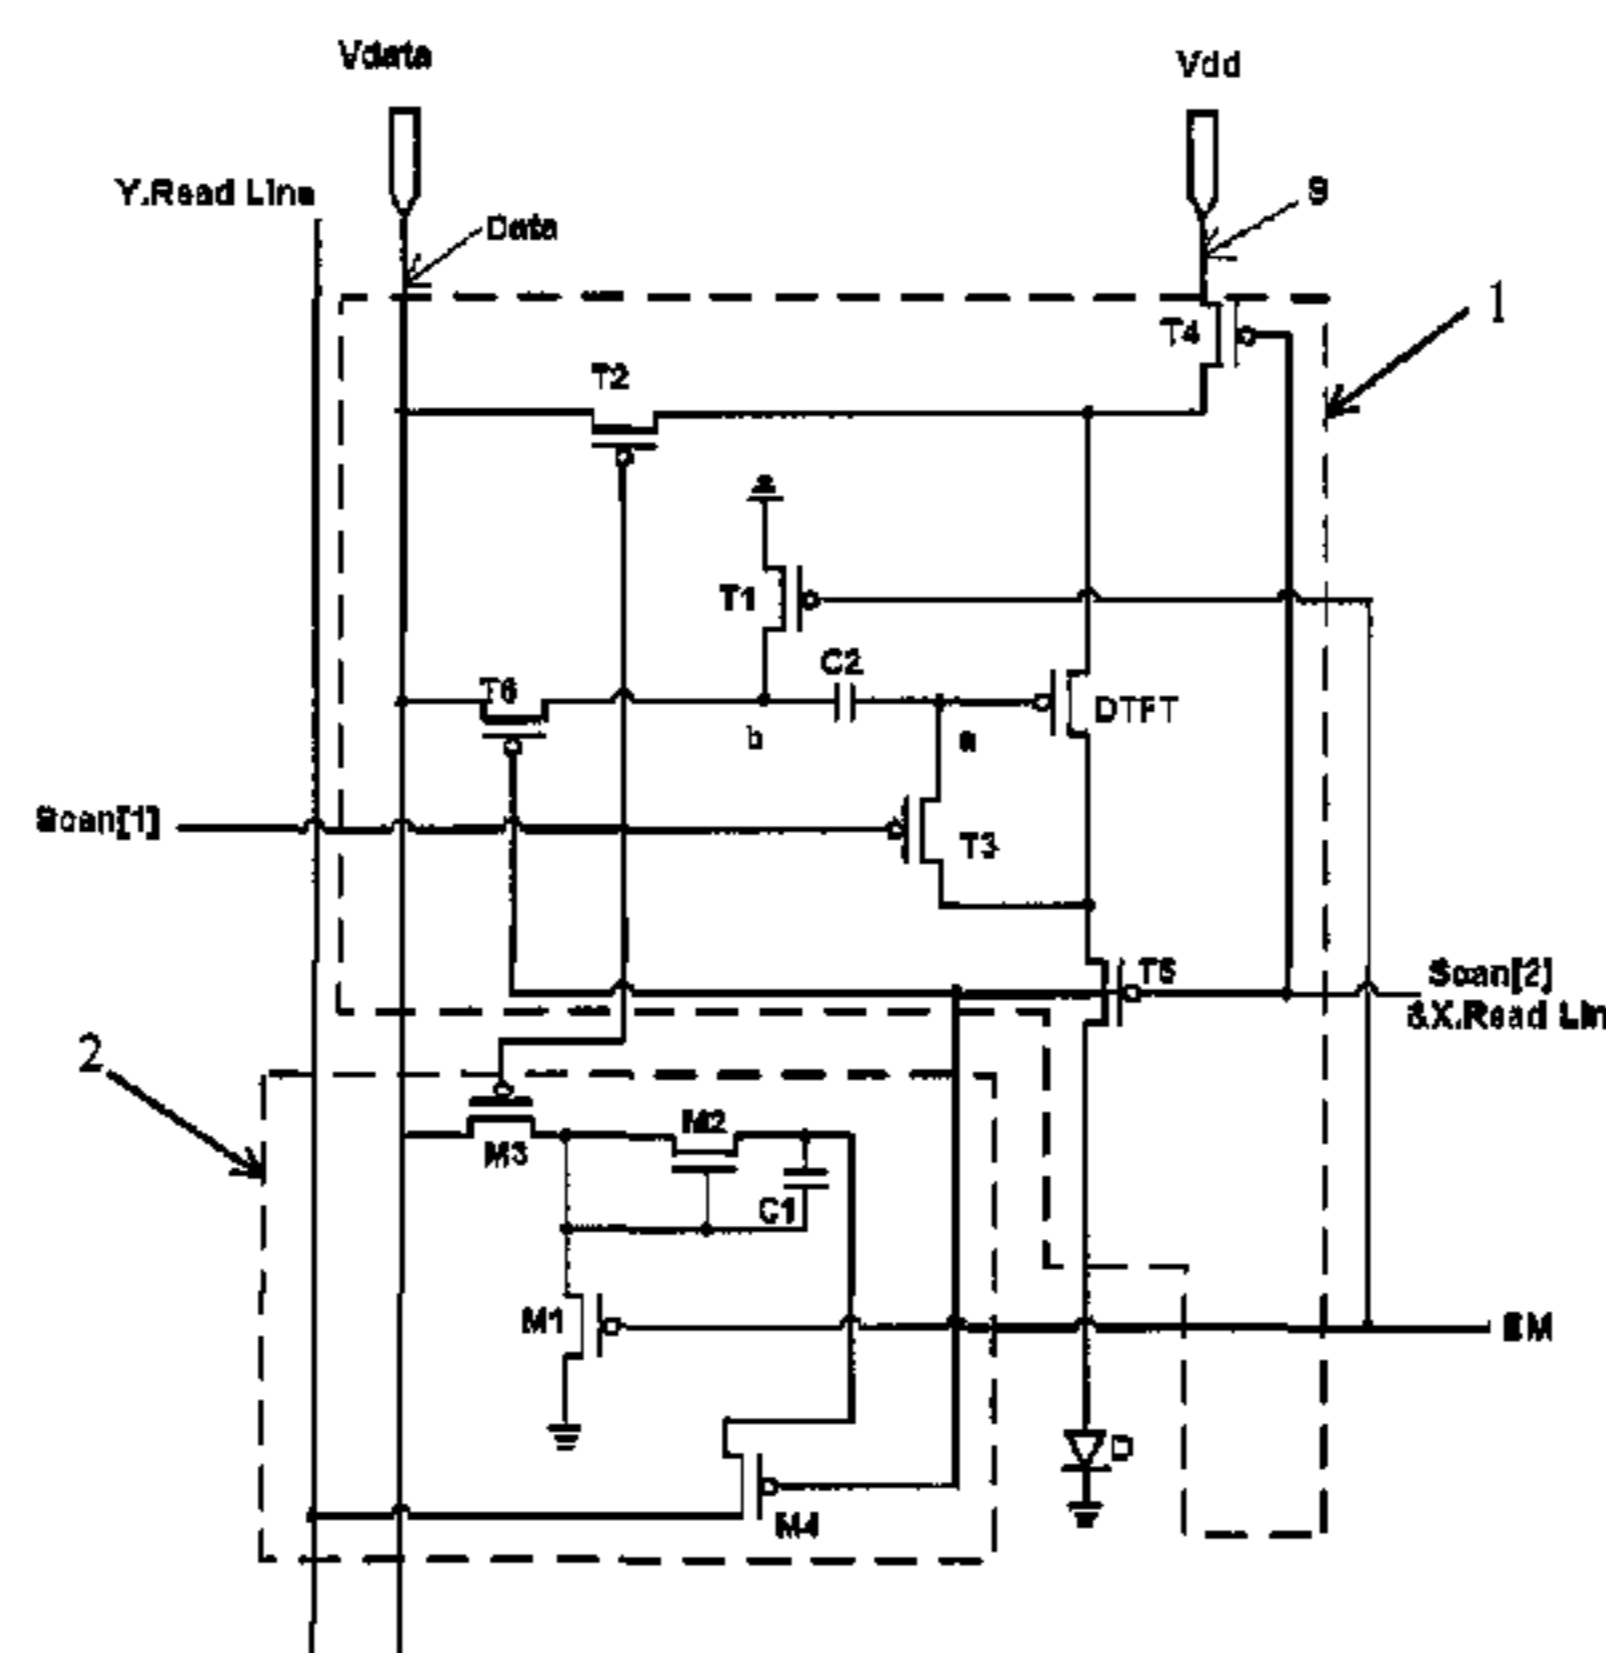 Vdata
Vdd
Y.Read Line
Data
S
1
T4
T2
T1
C2
T6
DTFT
b
a
Scan[1]
T3
T5
Scan[2]
&X.Read Lin
2
M2
M3
C1
M1
EM
D
M4